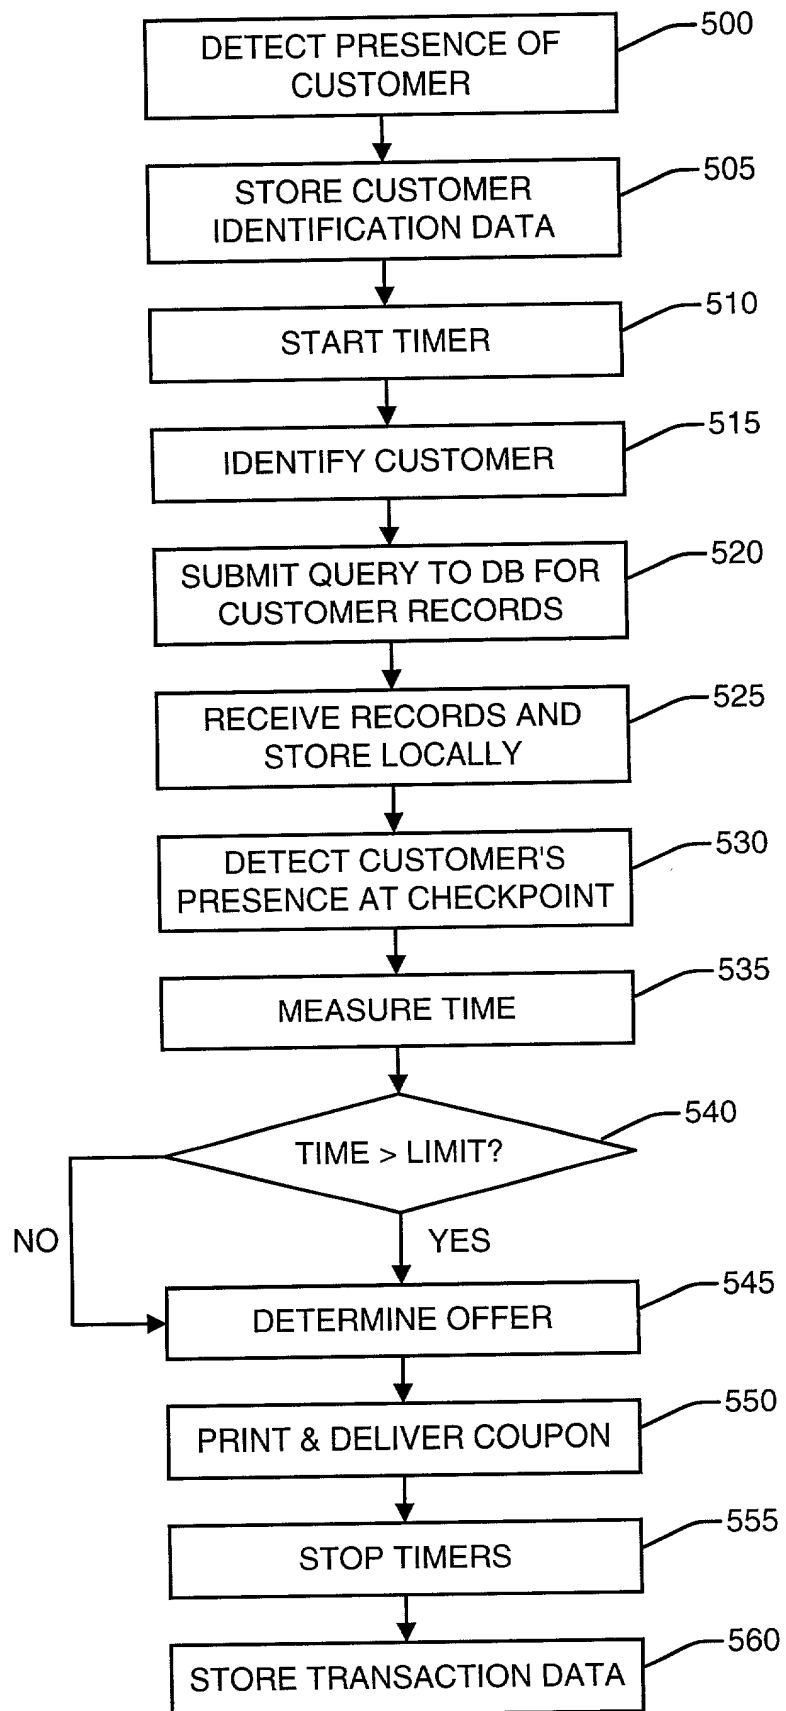 DETECT PRESENCE OF
CUSTOMER
500
STORE CUSTOMER
IDENTIFICATION DATA
505
START TIMER
510
IDENTIFY CUSTOMER
515
SUBMIT QUERY TO DB FOR
CUSTOMER RECORDS
520
RECEIVE RECORDS AND
STORE LOCALLY
525
DETECT CUSTOMER'S
PRESENCE AT CHECKPOINT
530
MEASURE TIME
535
TIME > LIMIT?
540
NO
YES
DETERMINE OFFER
545
PRINT & DELIVER COUPON
550
STOP TIMERS
555
STORE TRANSACTION DATA
560